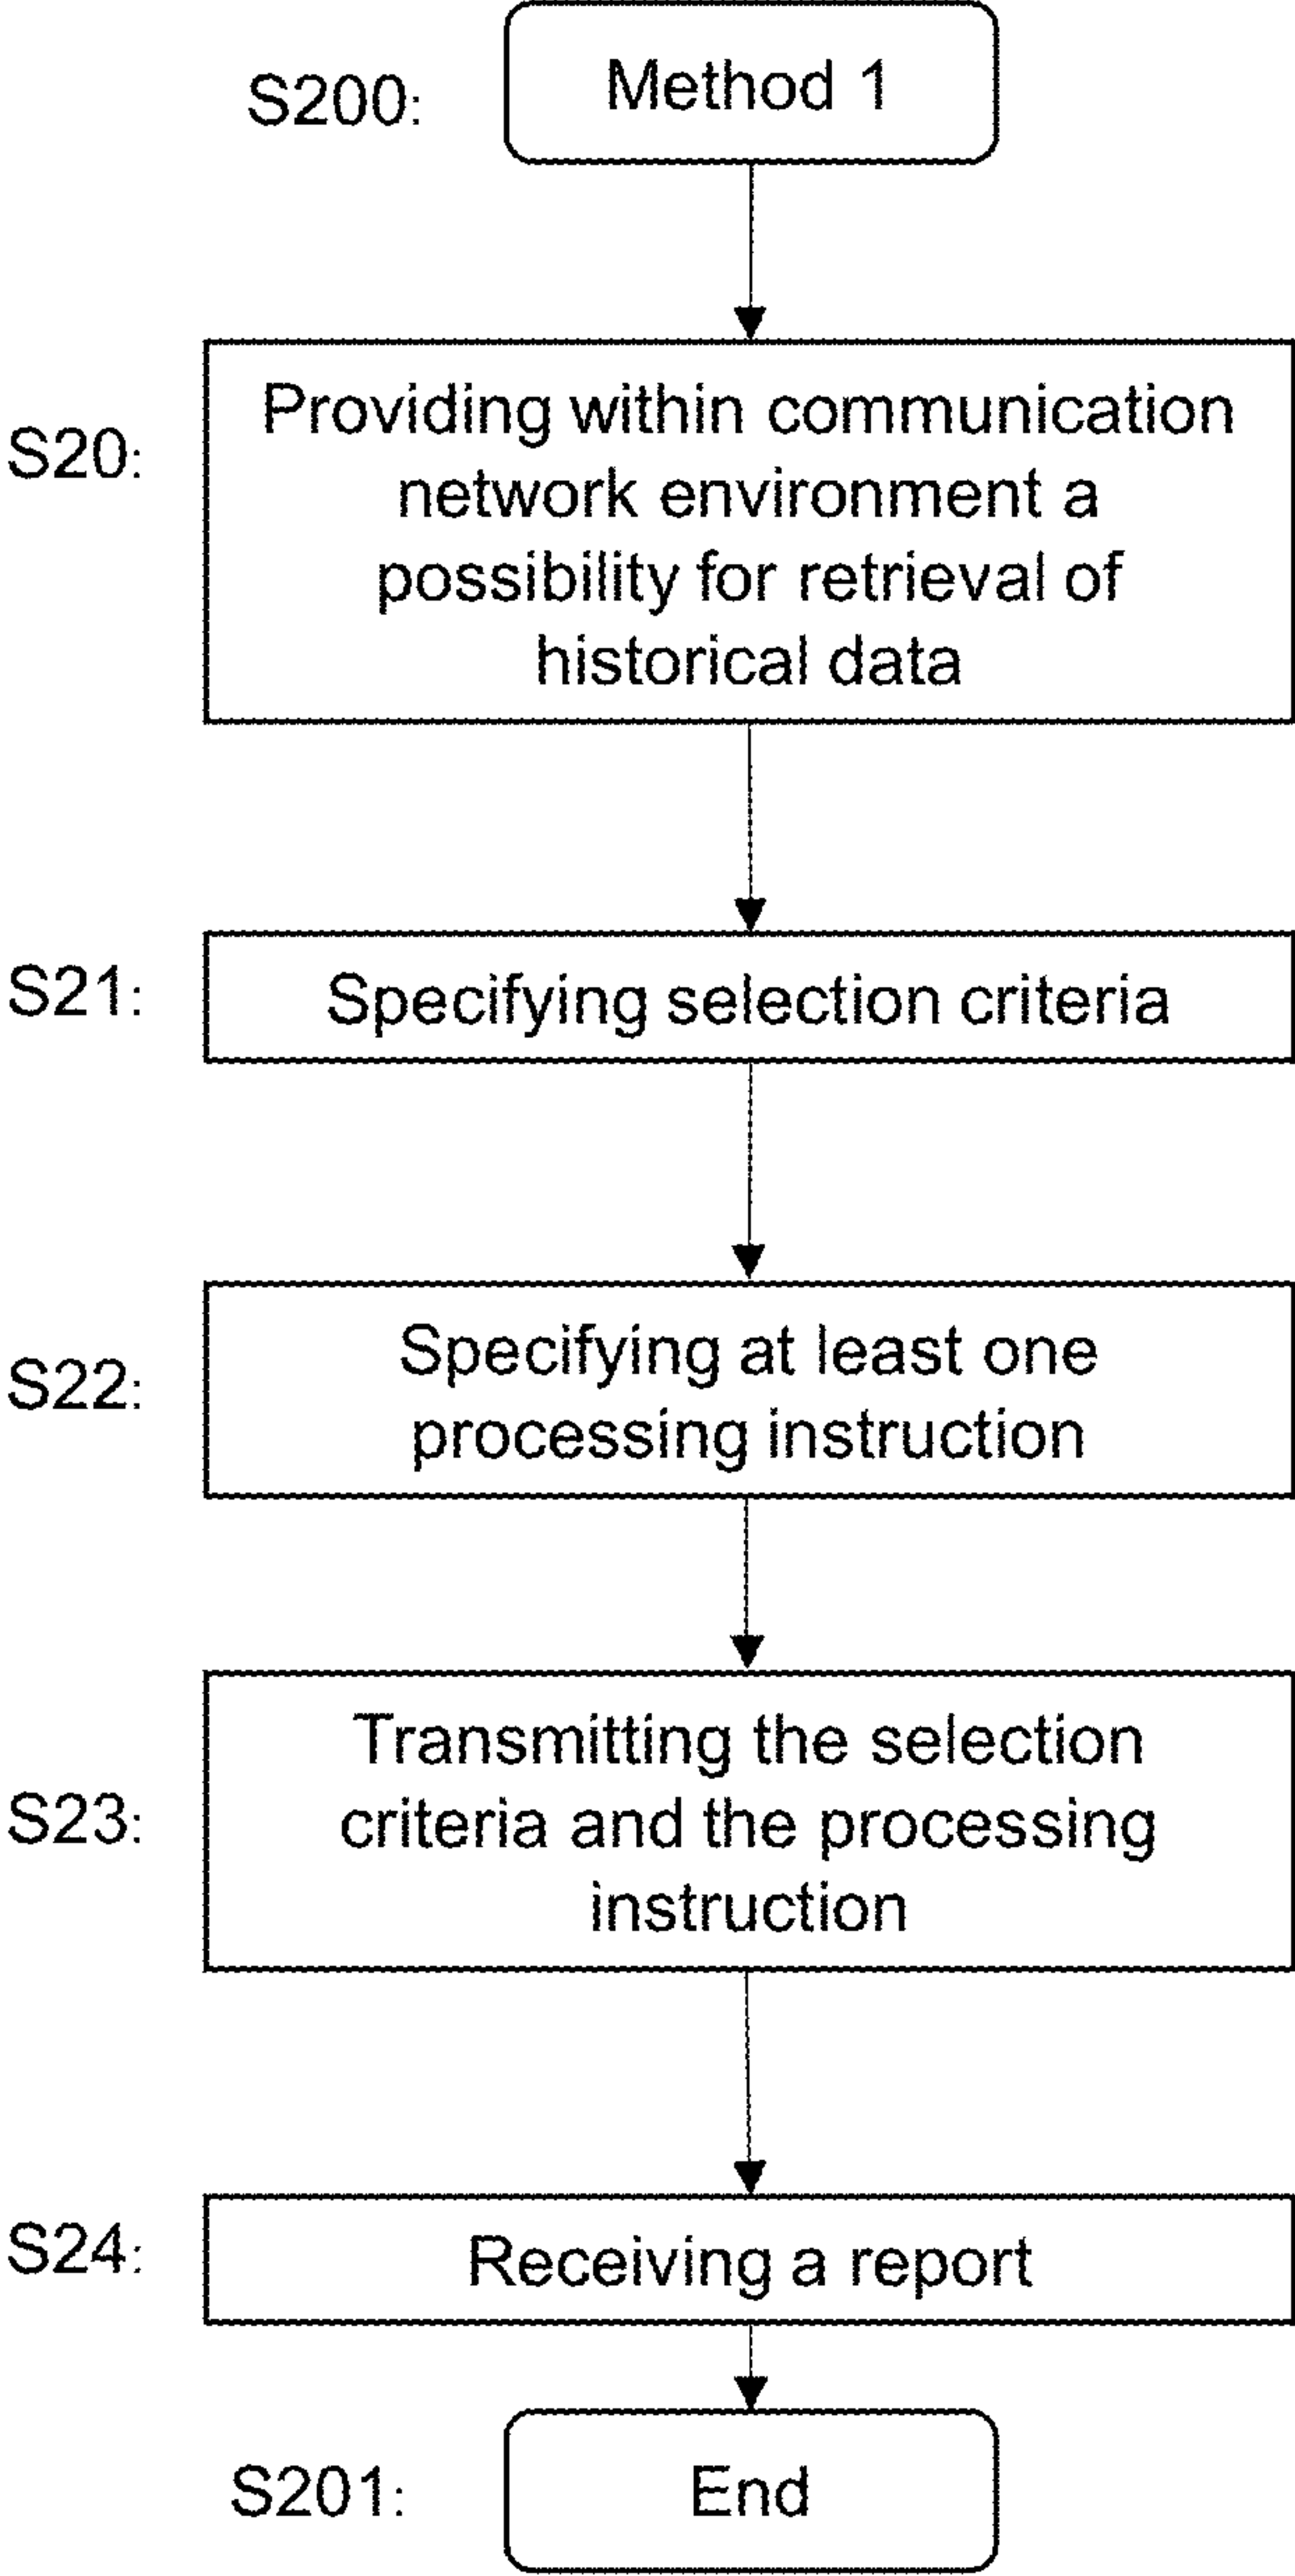 S200:
Method 1
S20:
Providing within communication
network environment a
possibility for retrieval of
historical data
S21:
Specifying selection criteria
S22:
Specifying at least one
processing instruction
S23:
Transmitting the selection
criteria and the processing
instruction
S24:
Receiving a report
S201:
End